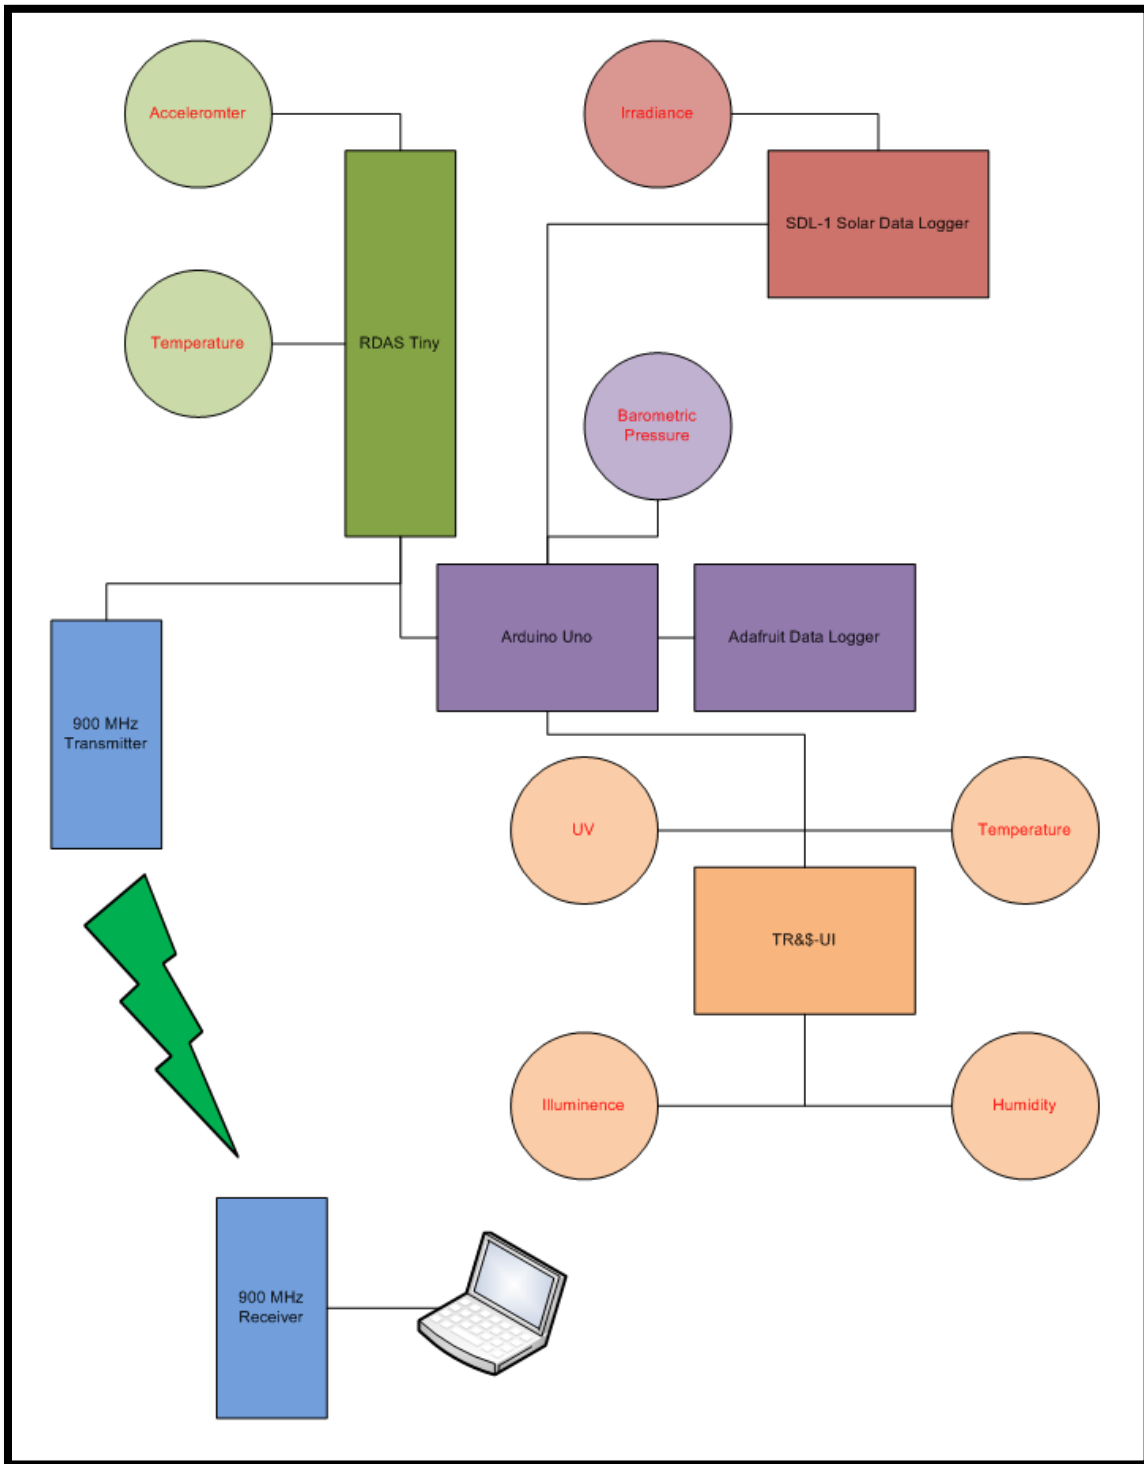 Acceleromter
Irradiance
SDL-1 Solar Data Logger
Temperature
RDAS Tiny
Barometric
Pressure
Arduino Uno
Adafruit Data Logger
900 MHz
Transmitter
UV
Temperature
TR&$-UI
Illuminence
Humidity
900 MHz
Receiver